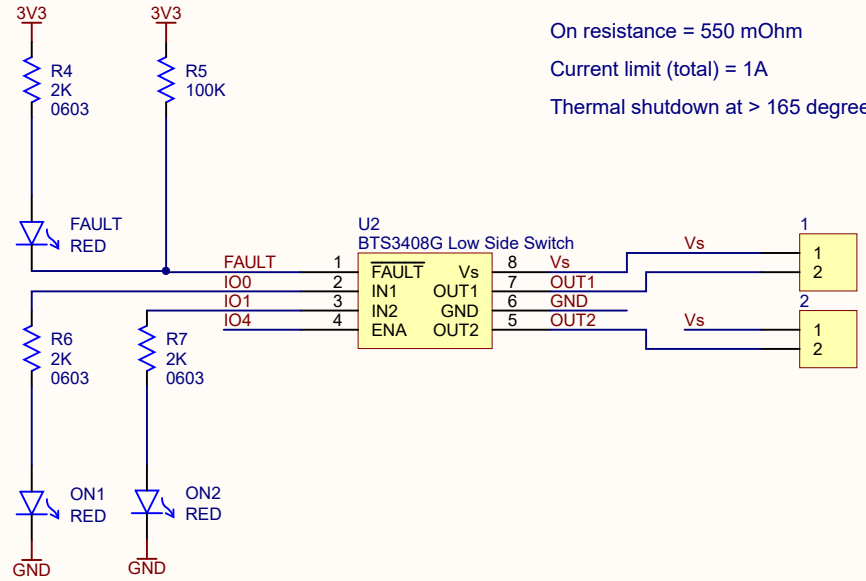 3V3
3V3
On resistance = 550 mOhm
Current limit (total) = 1A
Thermal shutdown at > 165 degree
R4
2K
0603
R5
100K
FAULT
RED
U2
BTS3408G Low Side Switch
FAULT 1 FAULT Vs 8 Vs
IO0 2 IN1 OUT1 7 OUT1
IO1 3 IN2 GND 6 GND
IO4 4 ENA OUT2 5 OUT2
Vs
1
1
2
Vs
2
1
2
R6
2K
0603
R7
2K
0603
ON1
RED
ON2
RED
GND
GND